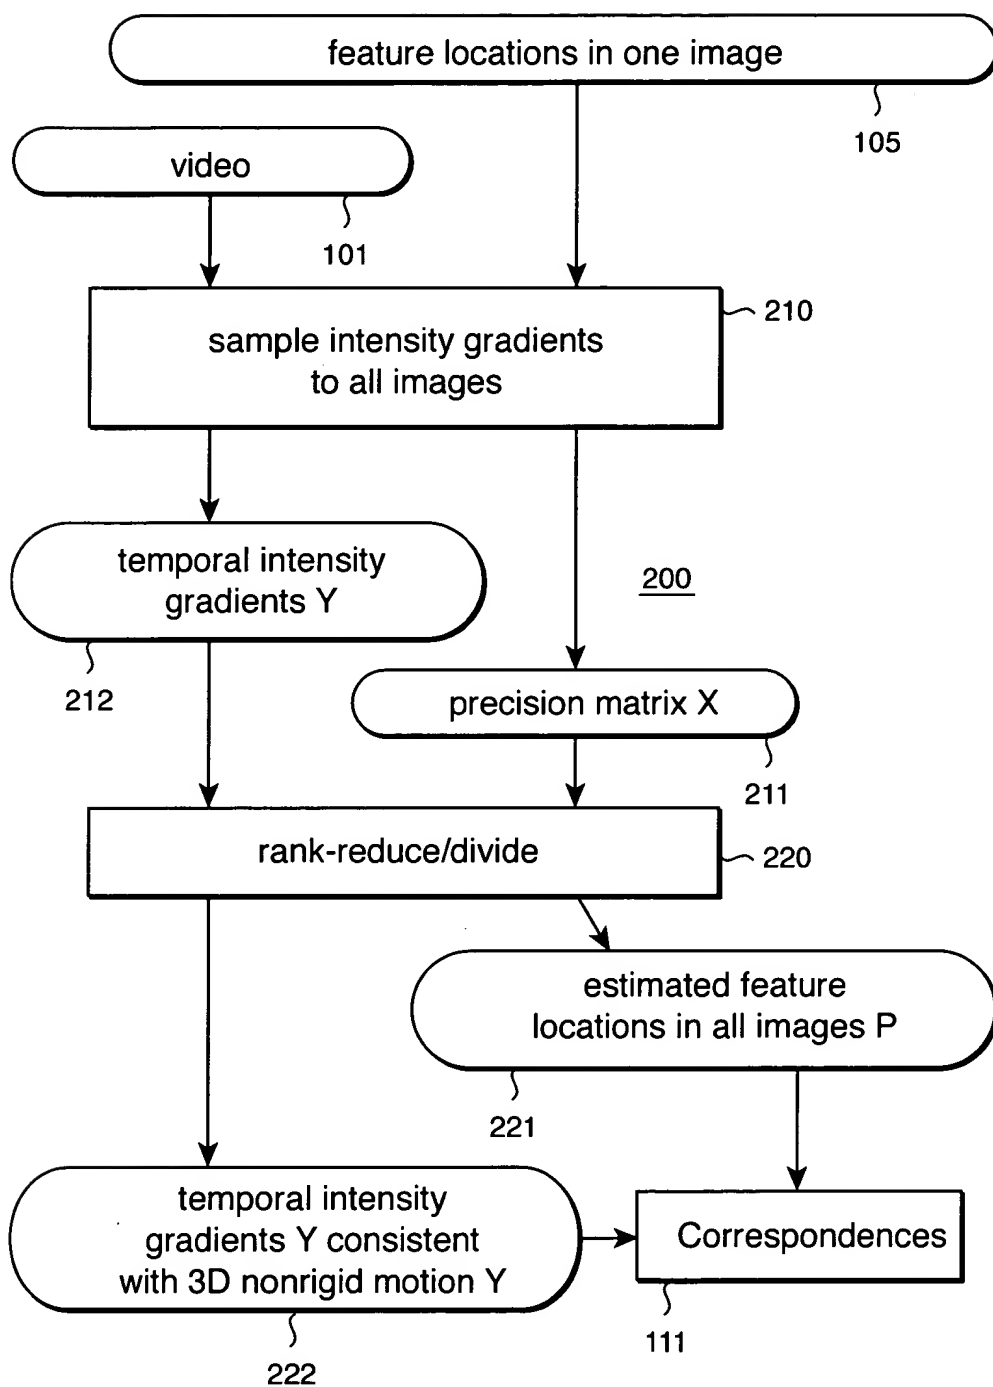 feature locations in one image
105
video
101
210
sample intensity gradients
to all images
temporal intensity
gradients Y
200
212
precision matrix X
211
rank-reduce/divide
220
estimated feature
locations in all images P
221
temporal intensity
gradients Y consistent
with 3D nonrigid motion Y
Correspondences
111
222